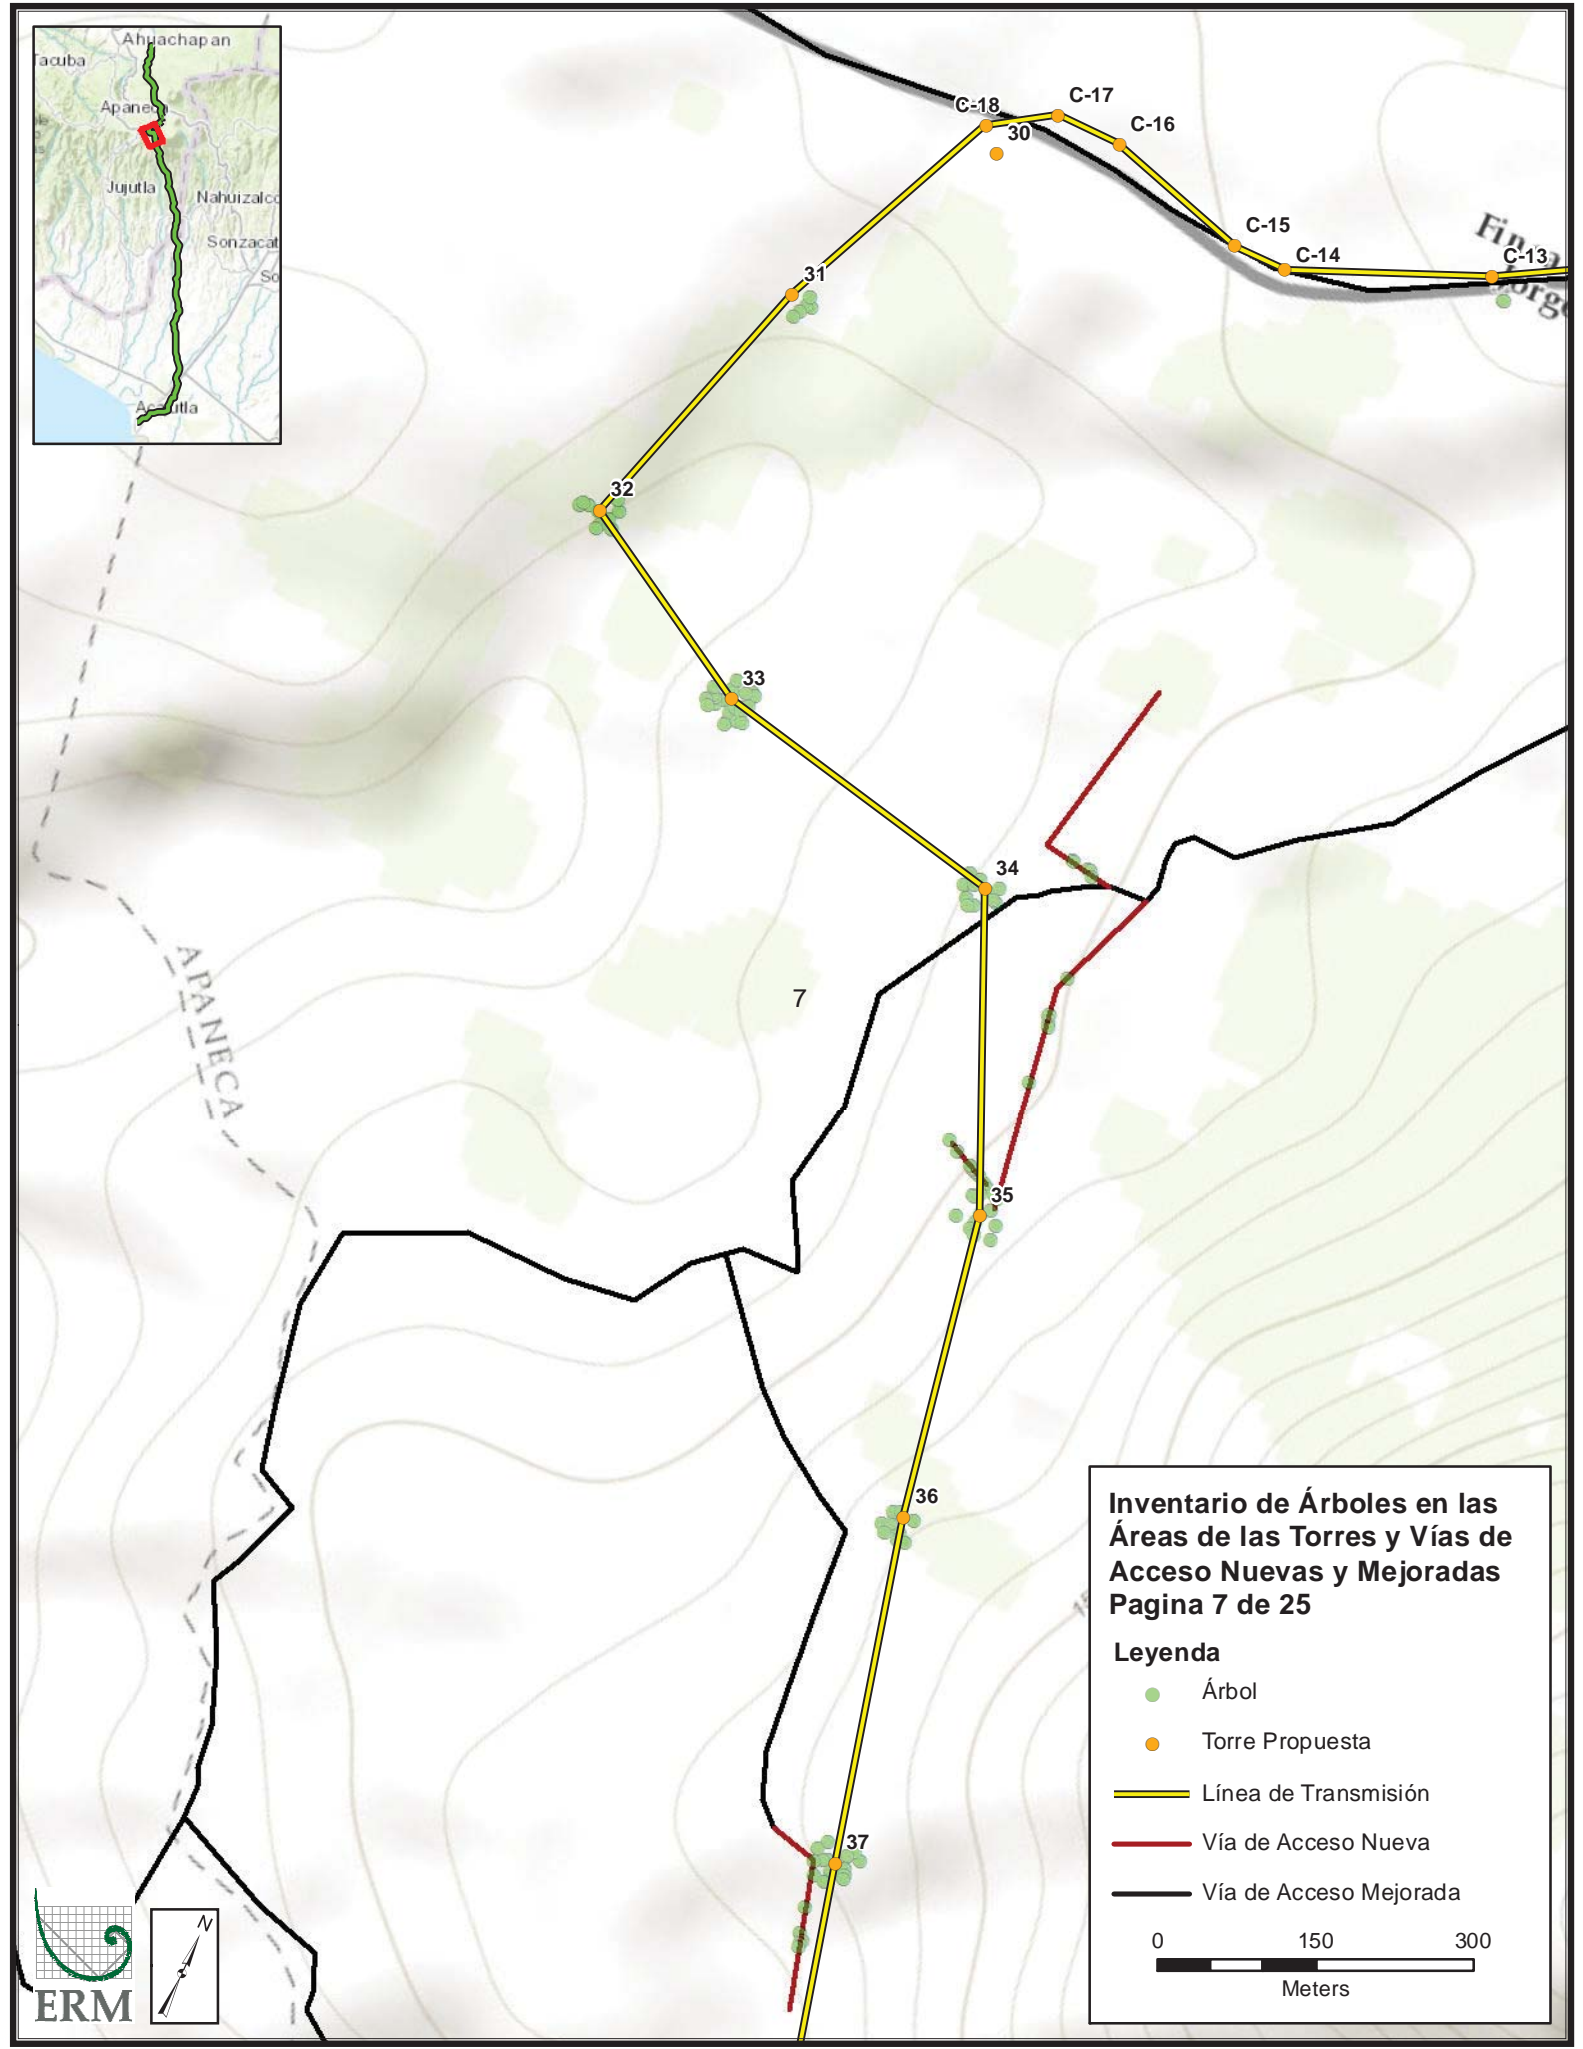 Ahuachapan
Tacuba
Apaneca
Jujutla
Nahuizalco
Sonzacat
So
Acajutla
C-18
C-17
30
C-16
C-15
C-14
C-13
Finca
31
32
33
34
7
APANECA
35
36
37
Inventario de Árboles en las
Áreas de las Torres y Vías de
Acceso Nuevas y Mejoradas
Pagina 7 de 25
Leyenda
Árbol
Torre Propuesta
Línea de Transmisión
Vía de Acceso Nueva
Vía de Acceso Mejorada
0 150 300
Meters
N
ERM